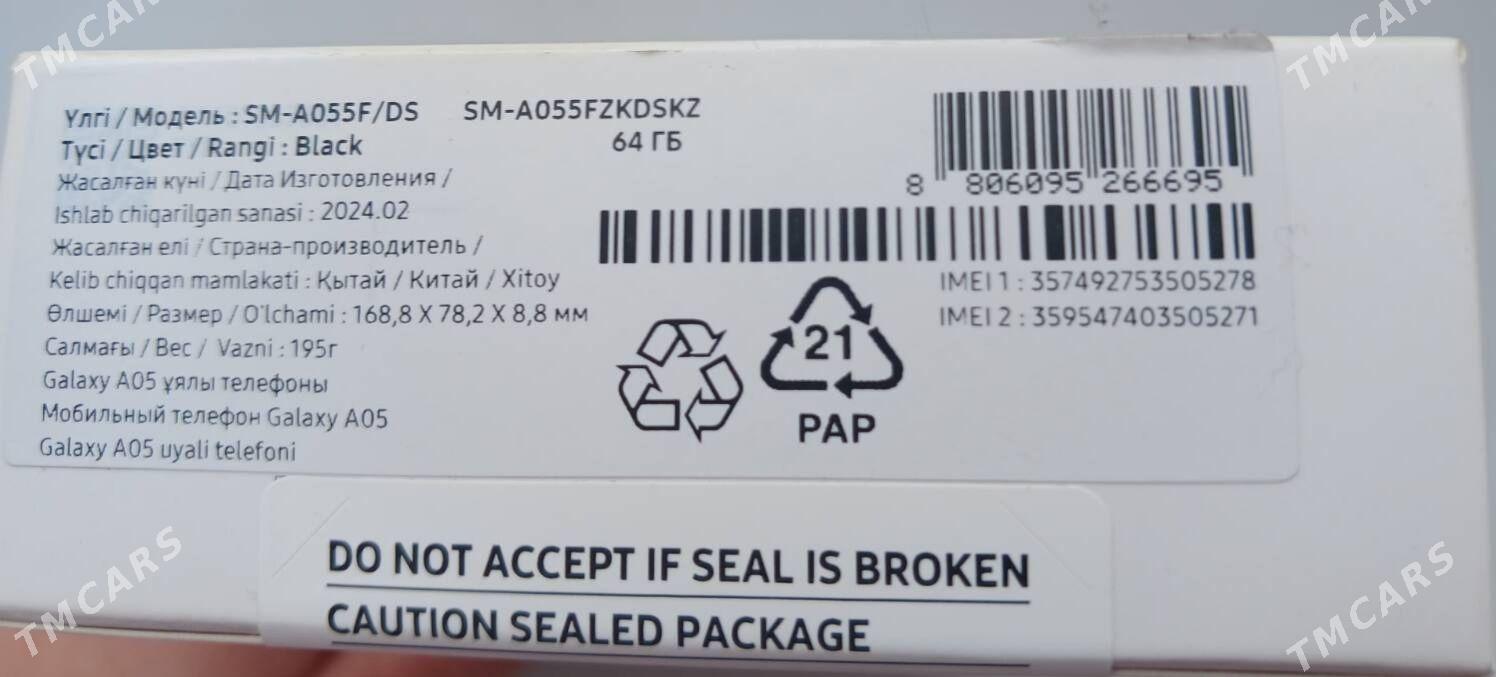 Үлгі / Модель : SM-A055F/DS SM-A055FZKDSKZ
Түсі / Цвет / Rangi : Black 64 ГБ
Жасалған күні / Дата Изготовления /
Ishlab chiqarilgan sanasi : 2024.02
Жасалған елі / Страна-производитель /
Kelib chiqqan mamlakati : Қытай / Китай / Xitoy
Өлшемі / Размер / O'lchami : 168,8 X 78,2 X 8,8 мм
Салмағы / Вес / Vazni : 195г
Galaxy A05 ұялы телефоны
Мобильный телефон Galaxy A05
Galaxy A05 uyali telefoni
8 806095 266695
IMEI 1 : 357492753505278
IMEI 2 : 359547403505271
21
PAP
DO NOT ACCEPT IF SEAL IS BROKEN
CAUTION SEALED PACKAGE
TMCARS
TMCARS
TMCARS
TMCARS